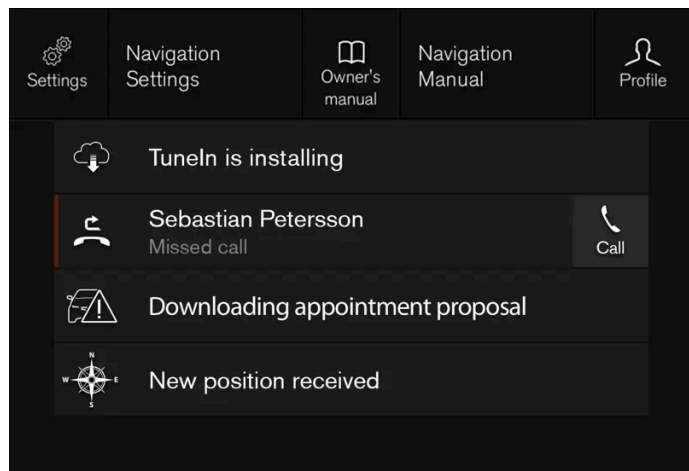 Settings
Navigation
Settings
Owner's
manual
Navigation
Manual
Profile
TuneIn is installing
Sebastian Petersson
Missed call
Call
Downloading appointment proposal
N
W E
S
New position received